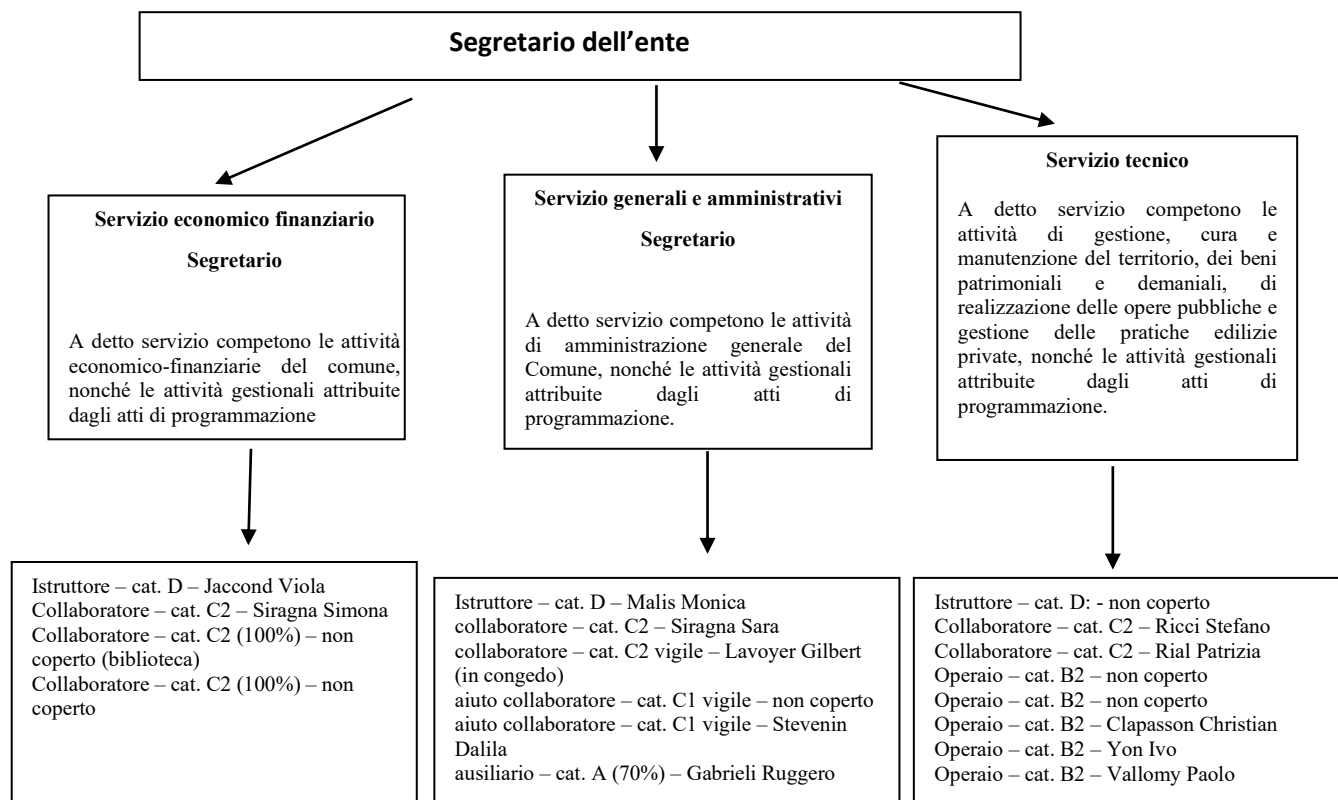 Segretario dell'ente
Servizio economico finanziario
Segretario
A detto servizio competono le attività
economico-finanziarie del comune,
nonché le attività gestionali attribuite
dagli atti di programmazione
Servizio generali e amministrativi
Segretario
A detto servizio competono le attività
di amministrazione generale del
Comune, nonché le attività gestionali
attribuite dagli atti di
programmazione.
Servizio tecnico
A detto servizio competono le
attività di gestione, cura e
manutenzione del territorio, dei beni
patrimoniali e demaniali, di
realizzazione delle opere pubbliche e
gestione delle pratiche edilizie
private, nonché le attività gestionali
attribuite dagli atti di
programmazione.
Istruttore – cat. D – Jaccond Viola
Collaboratore – cat. C2 – Siragna Simona
Collaboratore – cat. C2 (100%) – non
coperto (biblioteca)
Collaboratore – cat. C2 (100%) – non
coperto
Istruttore – cat. D – Malis Monica
collaboratore – cat. C2 – Siragna Sara
collaboratore – cat. C2 vigile – Lavoyer Gilbert
(in congedo)
aiuto collaboratore – cat. C1 vigile – non coperto
aiuto collaboratore – cat. C1 vigile – Stevenin
Dalila
ausiliario – cat. A (70%) – Gabrieli Ruggero
Istruttore – cat. D: - non coperto
Collaboratore – cat. C2 – Ricci Stefano
Collaboratore – cat. C2 – Rial Patrizia
Operaio – cat. B2 – non coperto
Operaio – cat. B2 – non coperto
Operaio – cat. B2 – Clapasson Christian
Operaio – cat. B2 – Yon Ivo
Operaio – cat. B2 – Vallomy Paolo